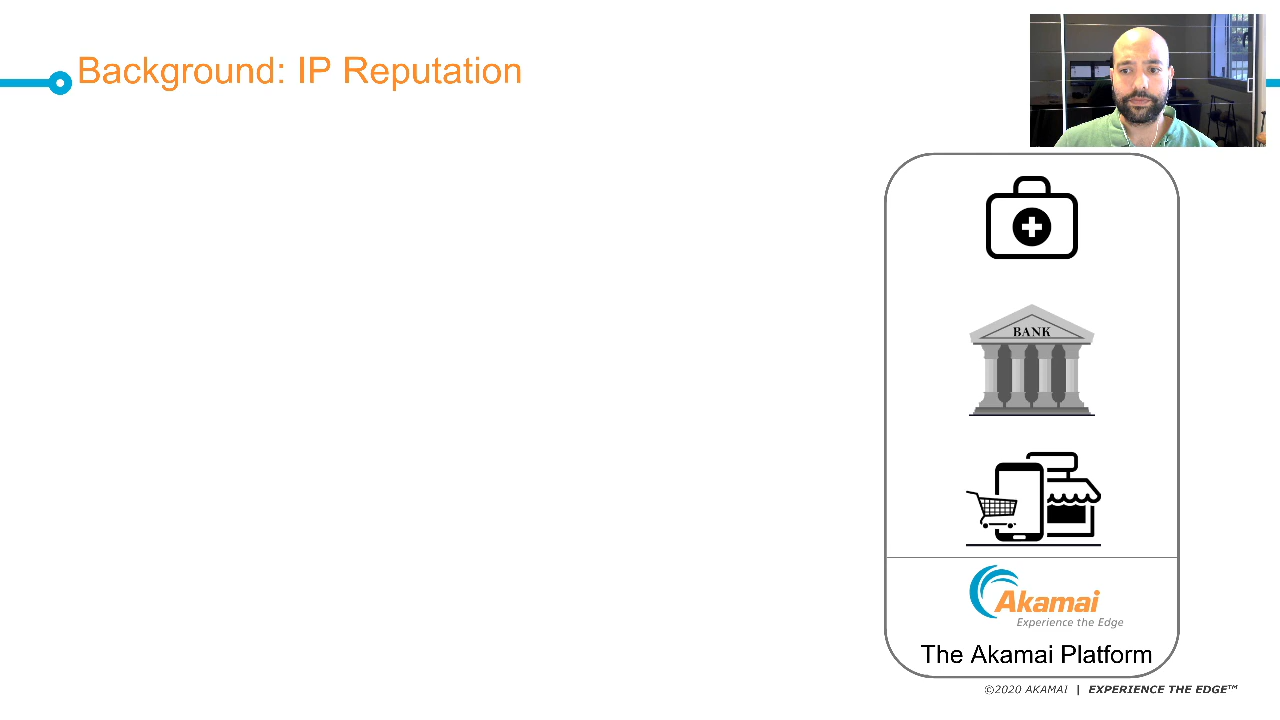 Background: IP Reputation
BANK
Akamai
Experience the Edge
The Akamai Platform
©2020 AKAMAI | EXPERIENCE THE EDGE™